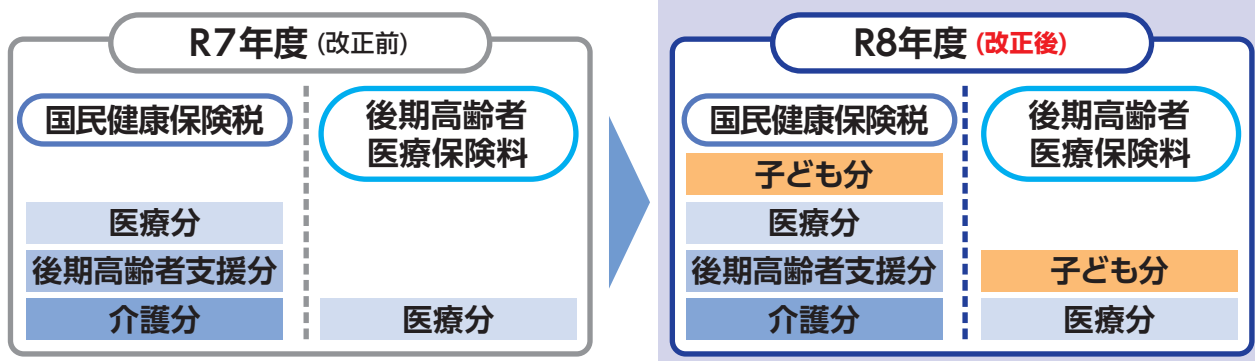 R7年度 (改正前)
国民健康保険税
医療分
後期高齢者支援分
介護分
後期高齢者
医療保険料
医療分
R8年度 (改正後)
国民健康保険税
子ども分
医療分
後期高齢者支援分
介護分
後期高齢者
医療保険料
子ども分
医療分